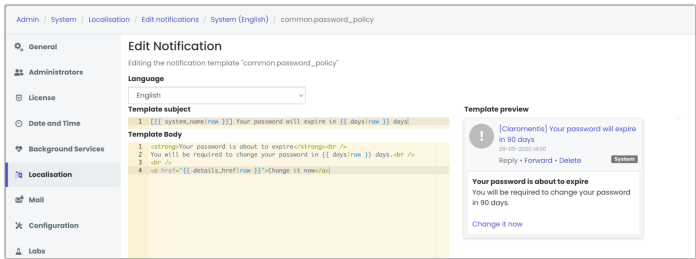 Admin / System / Localisation / Edit notifications / System (English) / common.password_policy
General
Administrators
License
Date and Time
Background Services
Localisation
Mail
Configuration
Labs
Edit Notification
Editing the notification template "common.password_policy"
Language
English
Template subject
1 [{{ system_name|raw }}] Your password will expire in {{ days|raw }} days
Template Body
1 <strong>Your password is about to expire</strong><br />
2 You will be required to change your password in {{ days|raw }} days.<br />
3 <br />
4 <a href="{{ details_href|raw }}">Change it now</a>
Template preview
[Claromentis] Your password will expire
in 90 days
29-05-2020 14:00
Reply • Forward • Delete
System
Your password is about to expire
You will be required to change your password
in 90 days.
Change it now